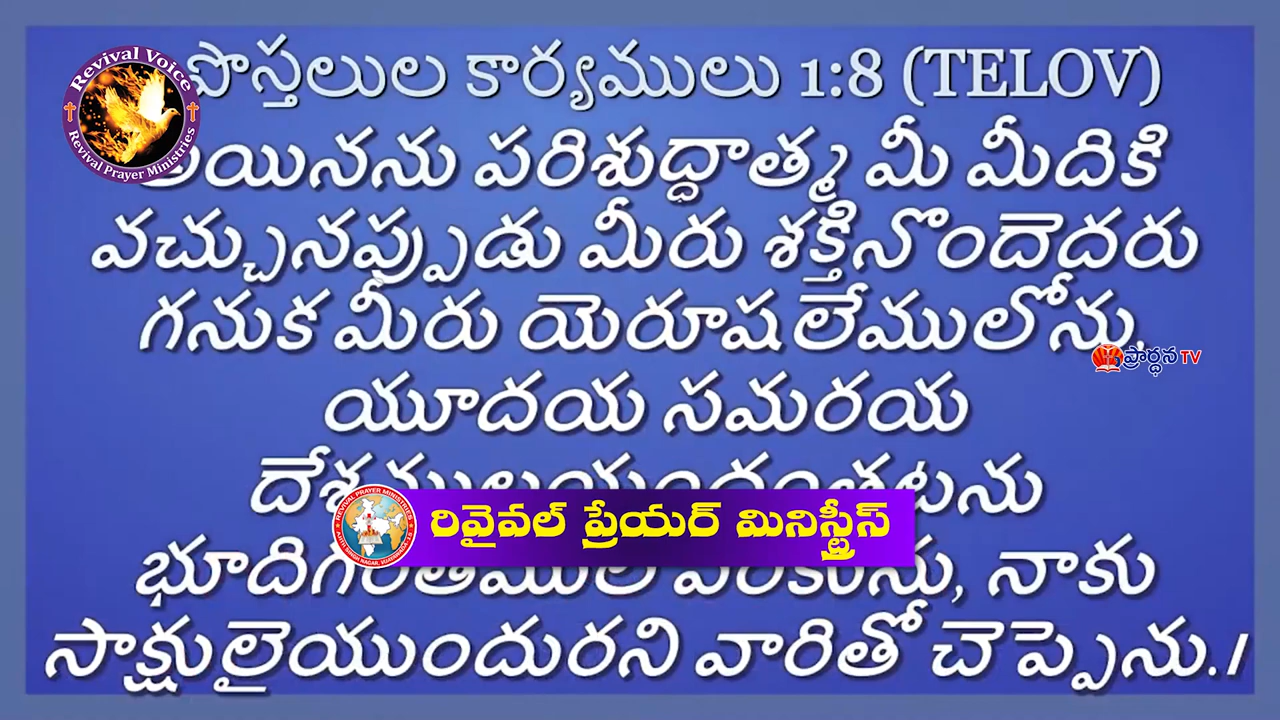 Revival Voice
Revival Prayer Ministries
పొస్తలుల కార్యములు 1:8 (TELOV)
పరిశుద్ధాత్మ మీ మీదికి
వచ్చునప్పుడు మీరు శక్తినొందెదరు
గనుక మీరు యెరూషలేములోను,
ప్రార్థన TV
యూదయ సమరయ
రివైవల్ ప్రేయర్ మినిస్ట్రీస్
నాకు
సాక్షులైయుందురని వారితో చెప్పెను./